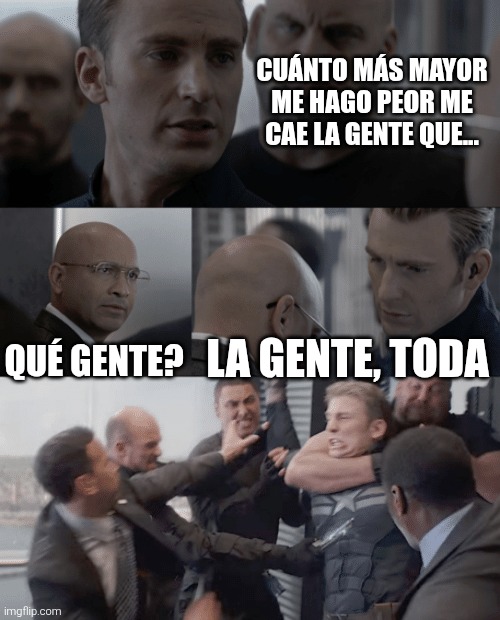 CUÁNTO MÁS MAYOR
ME HAGO PEOR ME
CAE LA GENTE QUE...
QUÉ GENTE?
LA GENTE, TODA
imgflip.com